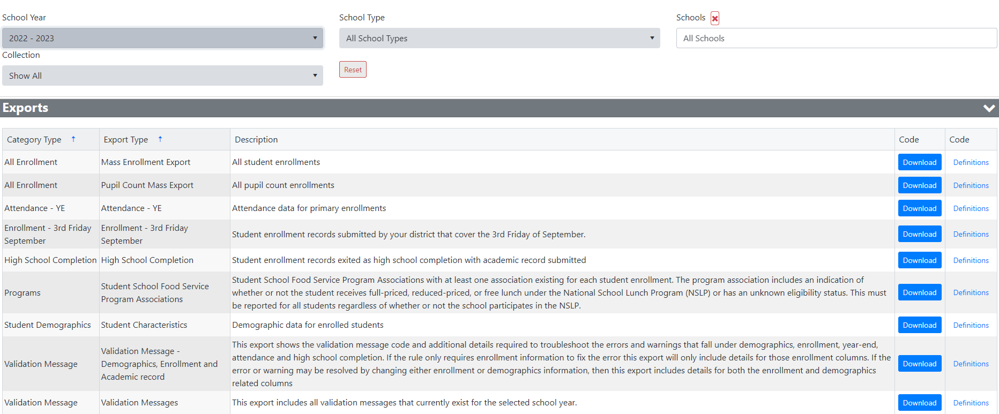 School Year
School Type
Schools
2022 - 2023
All School Types
All Schools
Collection
Show All
Reset
Exports
Category Type
Export Type
Description
Code
Code
All Enrollment
Mass Enrollment Export
All student enrollments
Download
Definitions
All Enrollment
Pupil Count Mass Export
All pupil count enrollments
Download
Definitions
Attendance - YE
Attendance - YE
Attendance data for primary enrollments
Download
Definitions
Enrollment - 3rd Friday
September
Enrollment - 3rd Friday
September
Student enrollment records submitted by your district that cover the 3rd Friday of September.
Download
Definitions
High School Completion
High School Completion
Student enrollment records exited as high school completion with academic record submitted
Download
Definitions
Programs
Student School Food Service
Program Associations
Student School Food Service Program Associations with at least one association existing for each student enrollment. The program association includes an indication of
whether or not the student receives full-priced, reduced-priced, or free lunch under the National School Lunch Program (NSLP) or has an unknown eligibility status. This must
be reported for all students regardless of whether or not the school participates in the NSLP.
Download
Definitions
Student Demographics
Student Characteristics
Demographic data for enrolled students
Download
Definitions
Validation Message
Validation Message -
Demographics, Enrollment and
Academic record
This export shows the validation message code and additional details required to troubleshoot the errors and warnings that fall under demographics, enrollment, year-end,
attendance and high school completion. If the rule only requires enrollment information to fix the error this export will only include details for those enrollment columns. If the
error or warning may be resolved by changing either enrollment or demographics information, then this export includes details for both the enrollment and demographics
related columns
Download
Definitions
Validation Message
Validation Messages
This export includes all validation messages that currently exist for the selected school year.
Download
Definitions